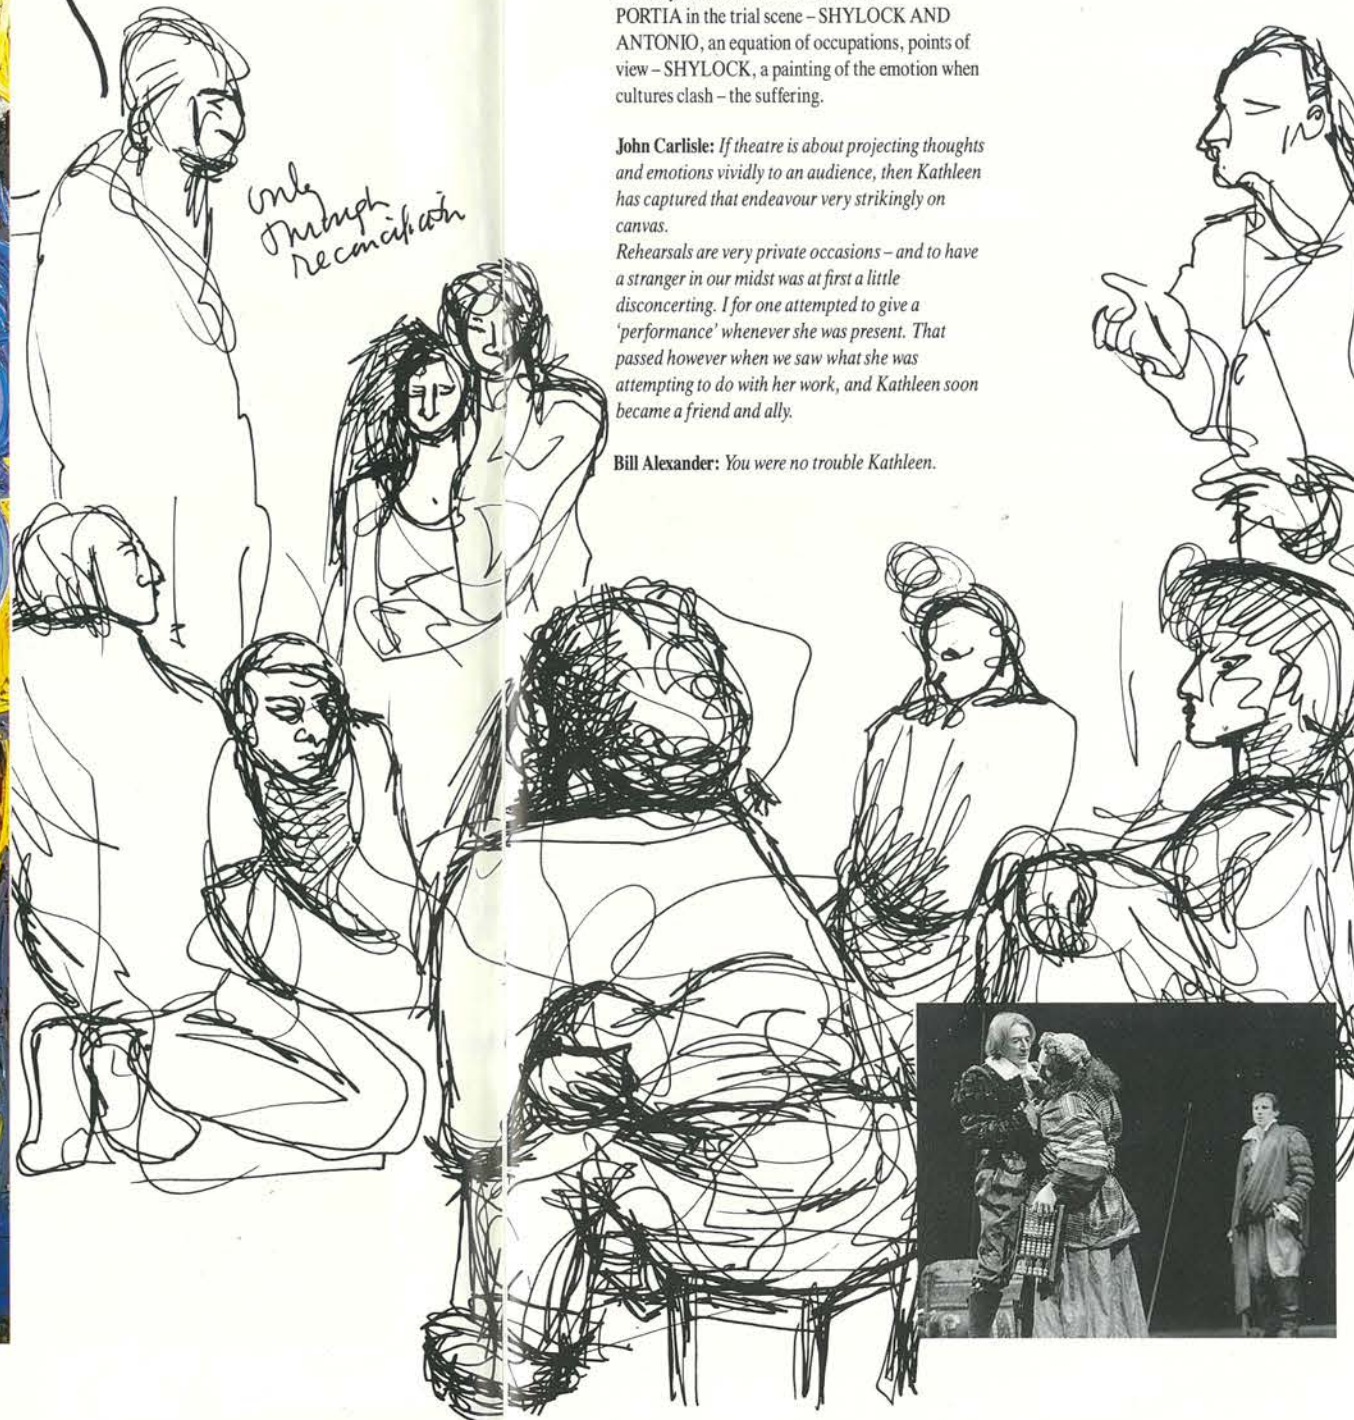 PORTIA in the trial scene – SHYLOCK AND
ANTONIO, an equation of occupations, points of
view – SHYLOCK, a painting of the emotion when
cultures clash – the suffering.
John Carlisle: If theatre is about projecting thoughts
and emotions vividly to an audience, then Kathleen
has captured that endeavour very strikingly on
canvas.
Rehearsals are very private occasions – and to have
a stranger in our midst was at first a little
disconcerting. I for one attempted to give a
'performance' whenever she was present. That
passed however when we saw what she was
attempting to do with her work, and Kathleen soon
became a friend and ally.
Bill Alexander: You were no trouble Kathleen.
only
through
reconciliation